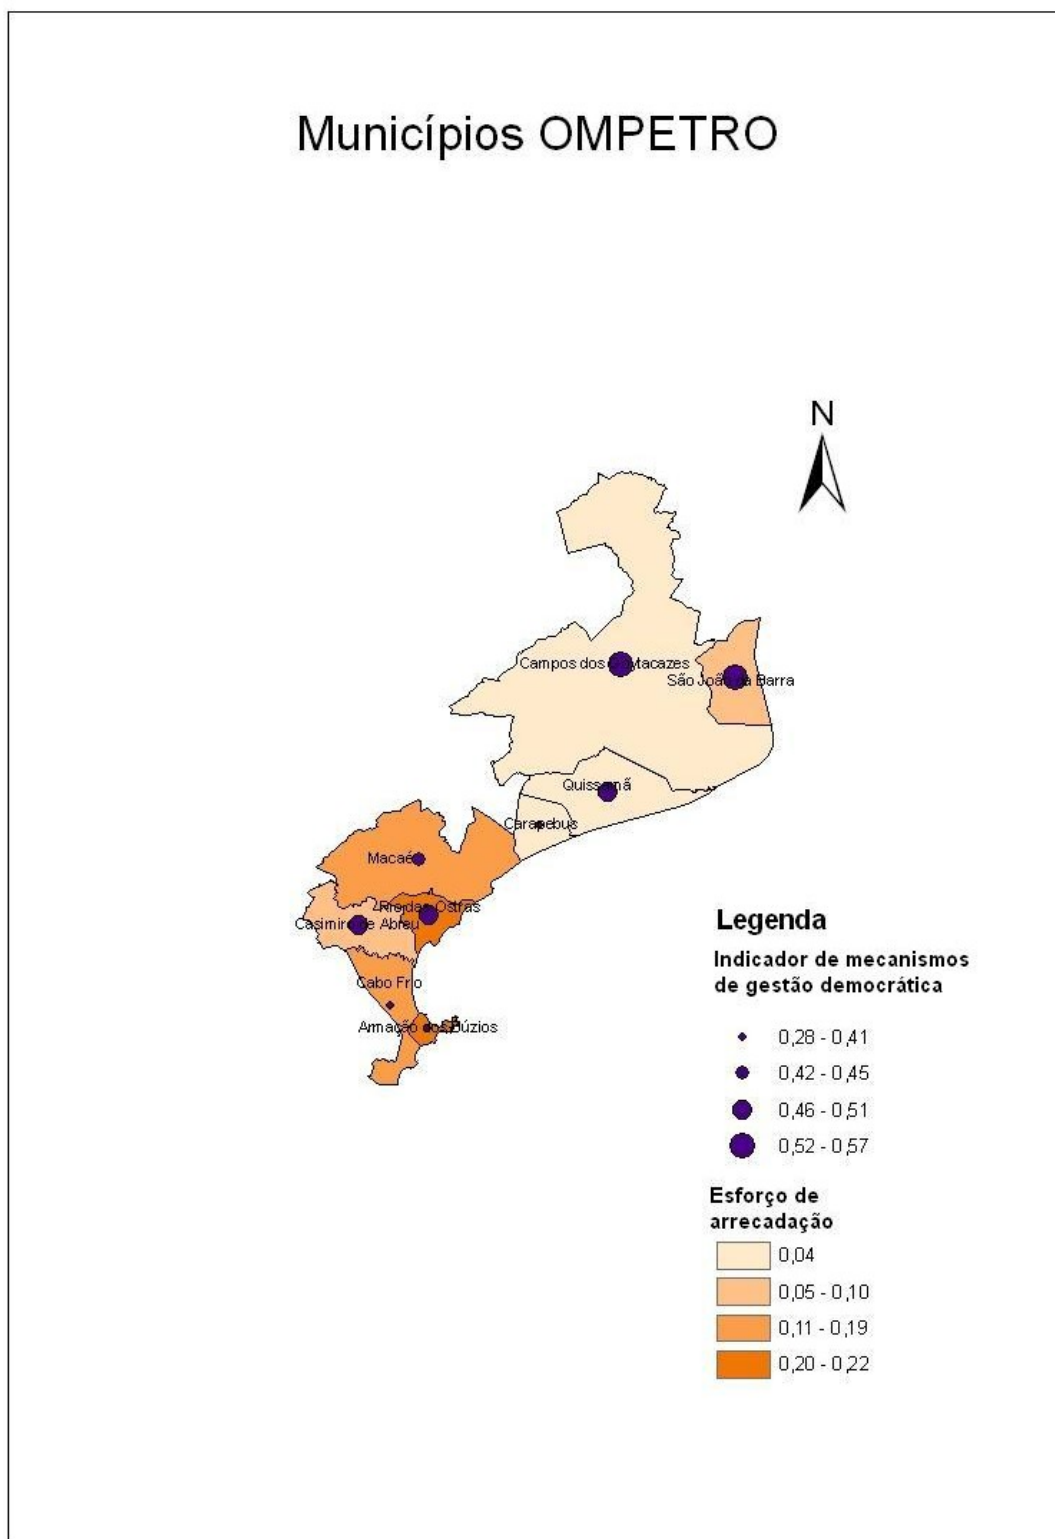 Municípios OMPETRO
N
Campos dos Goytacazes
São João da Barra
Quissamã
Carapebus
Macaé
Rio das Ostras
Casimiro de Abreu
Cabo Frio
Armação dos Búzios
Legenda
Indicador de mecanismos
de gestão democrática
0,28 - 0,41
0,42 - 0,45
0,46 - 0,51
0,52 - 0,57
Esforço de
arrecadação
0,04
0,05 - 0,10
0,11 - 0,19
0,20 - 0,22